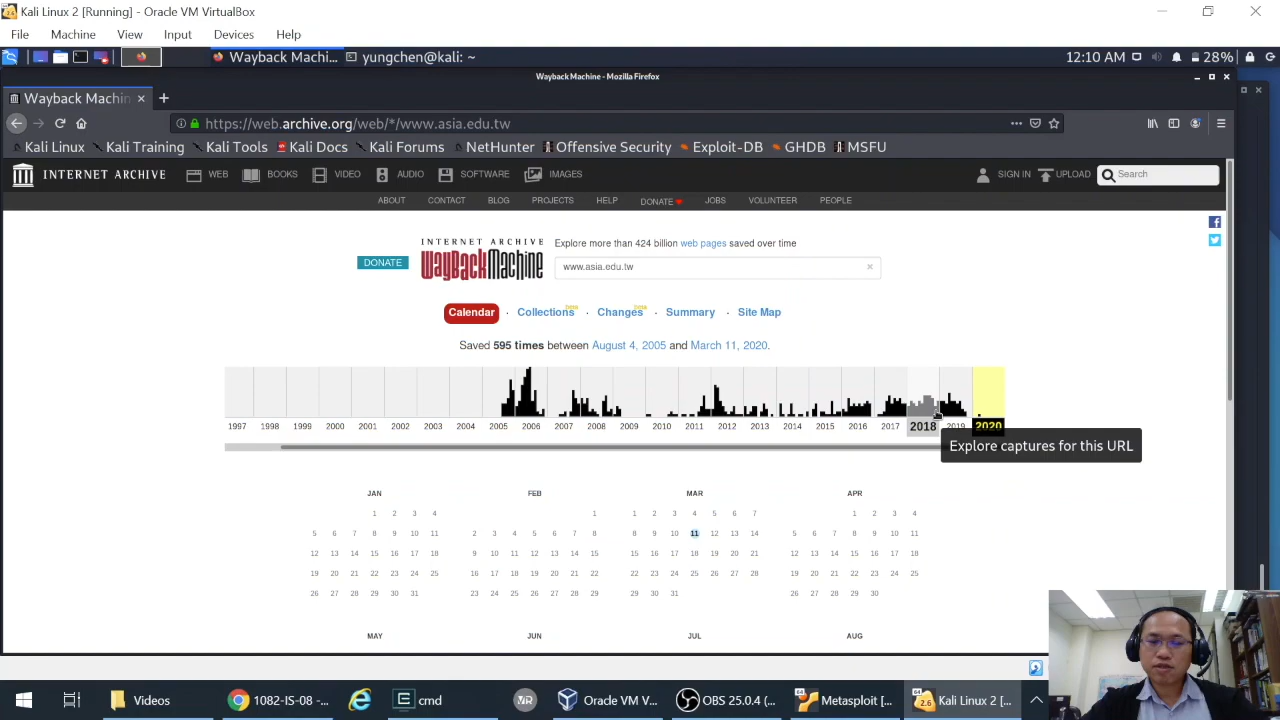 Kali Linux 2 [Running] - Oracle VM VirtualBox
File Machine View Input Devices Help
Wayback Machi... yungchen@kali: ~ 12:10 AM 28%
Wayback Machine - Mozilla Firefox
Wayback Machin
https://web.archive.org/web/*/www.asia.edu.tw
Kali Linux Kali Training Kali Tools Kali Docs Kali Forums NetHunter Offensive Security Exploit-DB GHDB MSFU
INTERNET ARCHIVE WEB BOOKS VIDEO AUDIO SOFTWARE IMAGES SIGN IN UPLOAD Search
ABOUT CONTACT BLOG PROJECTS HELP DONATE JOBS VOLUNTEER PEOPLE
INTERNET ARCHIVE
WayBackMachine
DONATE
Explore more than 424 billion web pages saved over time
www.asia.edu.tw
Calendar · Collections beta · Changes beta · Summary · Site Map
Saved 595 times between August 4, 2005 and March 11, 2020.
1997 1998 1999 2000 2001 2002 2003 2004 2005 2006 2007 2008 2009 2010 2011 2012 2013 2014 2015 2016 2017 2018 2019 2020
Explore captures for this URL
JAN FEB MAR APR
1 2 3 4 1 1 2 3 4 5 6 7 1 2 3 4
5 6 7 8 9 10 11 2 3 4 5 6 7 8 8 9 10 11 12 13 14 5 6 7 8 9 10 11
12 13 14 15 16 17 18 9 10 11 12 13 14 15 15 16 17 18 19 20 21 12 13 14 15 16 17 18
19 20 21 22 23 24 25 16 17 18 19 20 21 22 22 23 24 25 26 27 28 19 20 21 22 23 24 25
26 27 28 29 30 31 23 24 25 26 27 28 29 29 30 31 26 27 28 29 30
MAY JUN JUL AUG
Videos 1082-IS-08 -... cmd Oracle VM V... OBS 25.0.4 (... Metasploit [... Kali Linux 2 [...